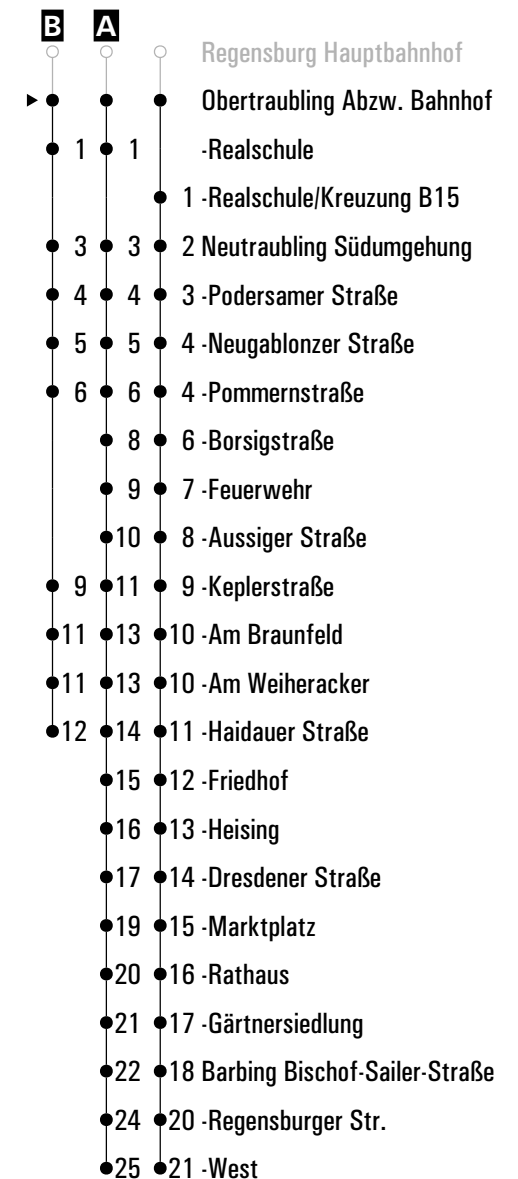 B A
Regensburg Hauptbahnhof
Obertraubling Abzw. Bahnhof
1 1 -Realschule
1 -Realschule/Kreuzung B15
3 3 2 Neutraubling Südumgehung
4 4 3 -Podersamer Straße
5 5 4 -Neugablonzer Straße
6 6 4 -Pommernstraße
8 6 -Borsigstraße
9 7 -Feuerwehr
10 8 -Aussiger Straße
9 11 9 -Keplerstraße
11 13 10 -Am Braunfeld
11 13 10 -Am Weiheracker
12 14 11 -Haidauer Straße
15 12 -Friedhof
16 13 -Heising
17 14 -Dresdener Straße
19 15 -Marktplatz
20 16 -Rathaus
21 17 -Gärtnersiedlung
22 18 Barbing Bischof-Sailer-Straße
24 20 -Regensburger Str.
25 21 -West